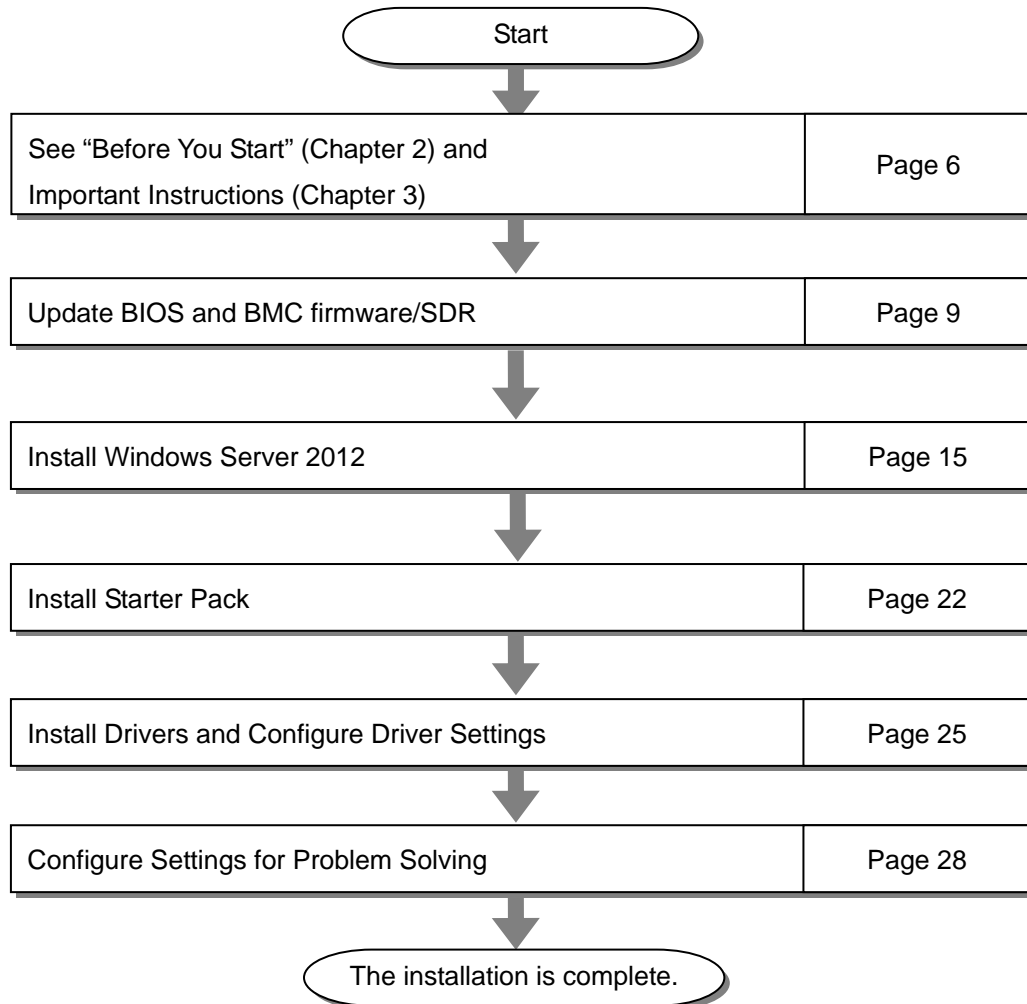 Start
See “Before You Start” (Chapter 2) and
Important Instructions (Chapter 3)
Page 6
Update BIOS and BMC firmware/SDR
Page 9
Install Windows Server 2012
Page 15
Install Starter Pack
Page 22
Install Drivers and Configure Driver Settings
Page 25
Configure Settings for Problem Solving
Page 28
The installation is complete.